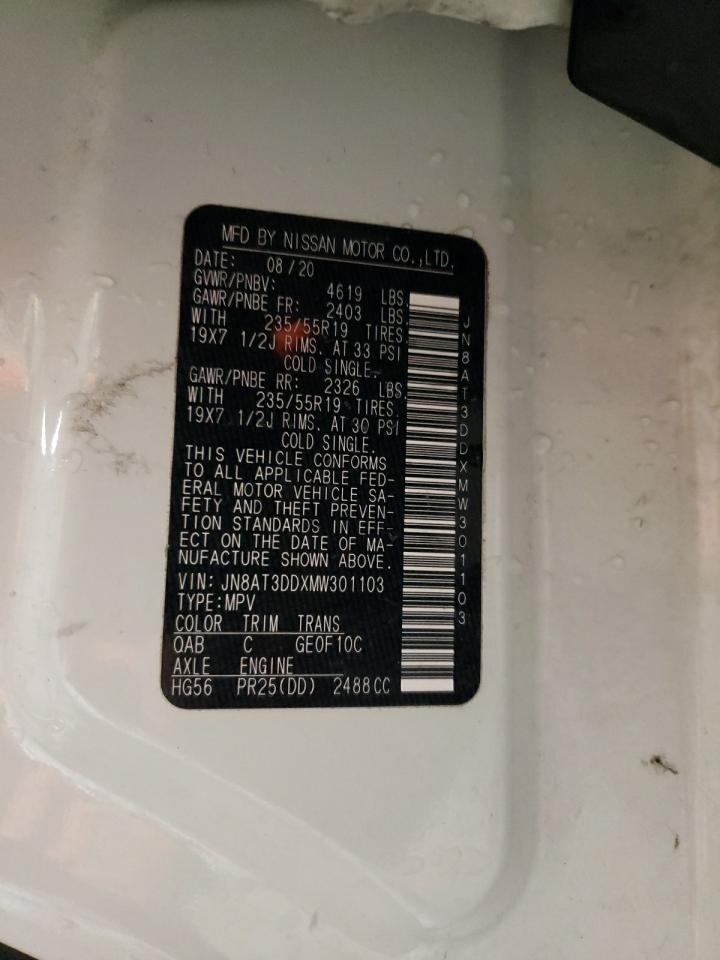 MFD BY NISSAN MOTOR CO.,LTD.
DATE: 08/20
GVWR/PNBV: 4619 LBS.
GAWR/PNBE FR: 2403 LBS.
WITH 235/55R19 TIRES.
19X7 1/2J RIMS. AT 33 PSI
COLD SINGLE.
GAWR/PNBE RR: 2326 LBS.
WITH 235/55R19 TIRES.
19X7 1/2J RIMS. AT 30 PSI
COLD SINGLE.
THIS VEHICLE CONFORMS
TO ALL APPLICABLE FED-
ERAL MOTOR VEHICLE SA-
FETY AND THEFT PREVEN-
TION STANDARDS IN EFF-
ECT ON THE DATE OF MA-
NUFACTURE SHOWN ABOVE.
VIN: JN8AT3DDXMW301103
TYPE:MPV
COLOR TRIM TRANS
QAB C GE0F10C
AXLE ENGINE
HG56 PR25(DD) 2488CC
JN8AT3DDXMW301103